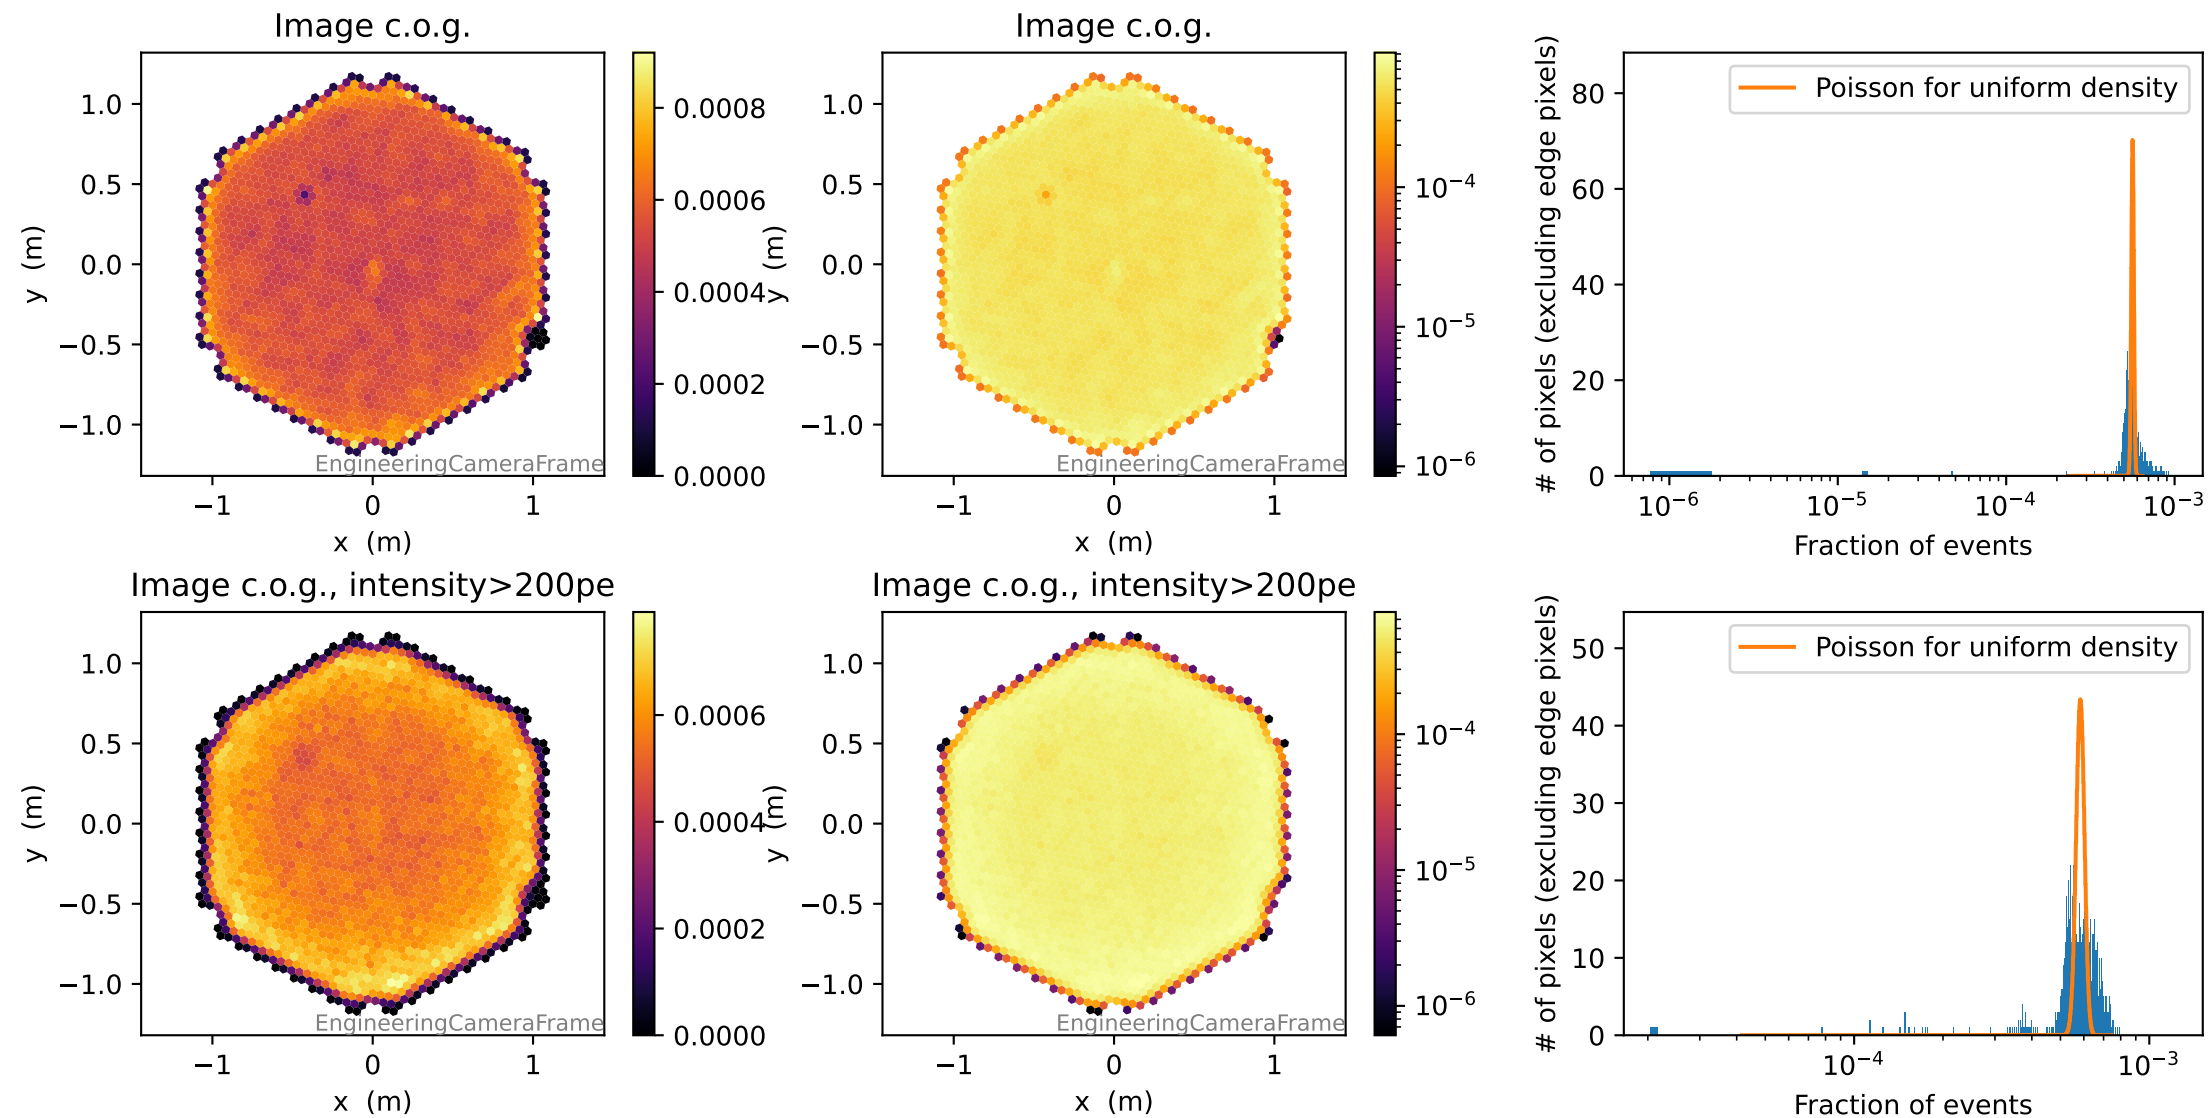 Image c.o.g.
1.0
0.5
0.0
−0.5
−1.0
y (m)
−1
0
1
x (m)
EngineeringCameraFrame
0.0008
0.0006
0.0004
0.0002
0.0000
Image c.o.g.
1.0
0.5
0.0
−0.5
−1.0
y (m)
−1
0
1
x (m)
EngineeringCameraFrame
10⁻⁴
10⁻⁵
10⁻⁶
Poisson for uniform density
# of pixels (excluding edge pixels)
80
60
40
20
0
10⁻⁶
10⁻⁵
10⁻⁴
10⁻³
Fraction of events
Image c.o.g., intensity>200pe
1.0
0.5
0.0
−0.5
−1.0
y (m)
−1
0
1
x (m)
EngineeringCameraFrame
0.0006
0.0004
0.0002
0.0000
Image c.o.g., intensity>200pe
1.0
0.5
0.0
−0.5
−1.0
y (m)
−1
0
1
x (m)
EngineeringCameraFrame
10⁻⁴
10⁻⁵
10⁻⁶
Poisson for uniform density
# of pixels (excluding edge pixels)
50
40
30
20
10
0
10⁻⁴
10⁻³
Fraction of events